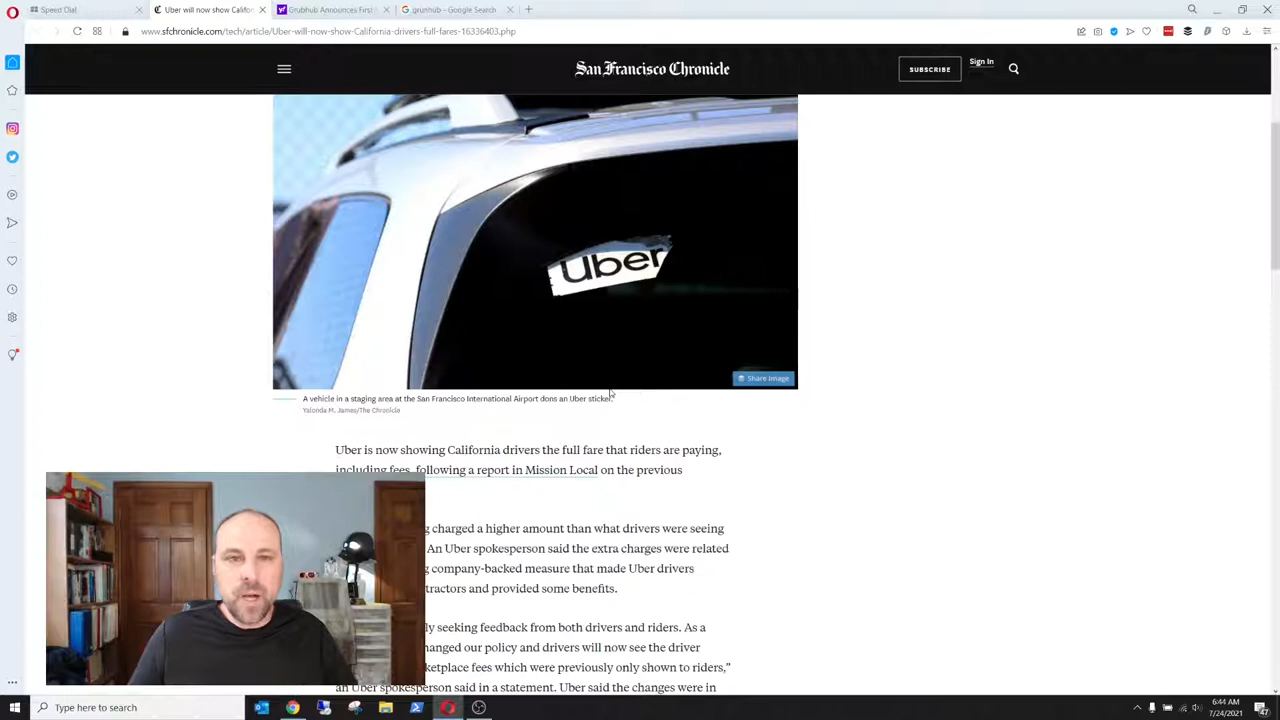 Speed Dial
Uber will now show Califor
Grubhub Announces First
grunhub - Google Search
www.sfchronicle.com/tech/article/Uber-will-now-show-California-drivers-full-fares-16336403.php
San Francisco Chronicle
SUBSCRIBE
Sign In
Uber
Share Image
A vehicle in a staging area at the San Francisco International Airport dons an Uber sticker.
Yalonda M. James/The Chronicle
Uber is now showing California drivers the full fare that riders are paying,
including fees, following a report in Mission Local on the previous
g charged a higher amount than what drivers were seeing
An Uber spokesperson said the extra charges were related
g company-backed measure that made Uber drivers
tractors and provided some benefits.
ly seeking feedback from both drivers and riders. As a
hanged our policy and drivers will now see the driver
ketplace fees which were previously only shown to riders,”
an Uber spokesperson said in a statement. Uber said the changes were in
Type here to search
6:44 AM
7/24/2021
47